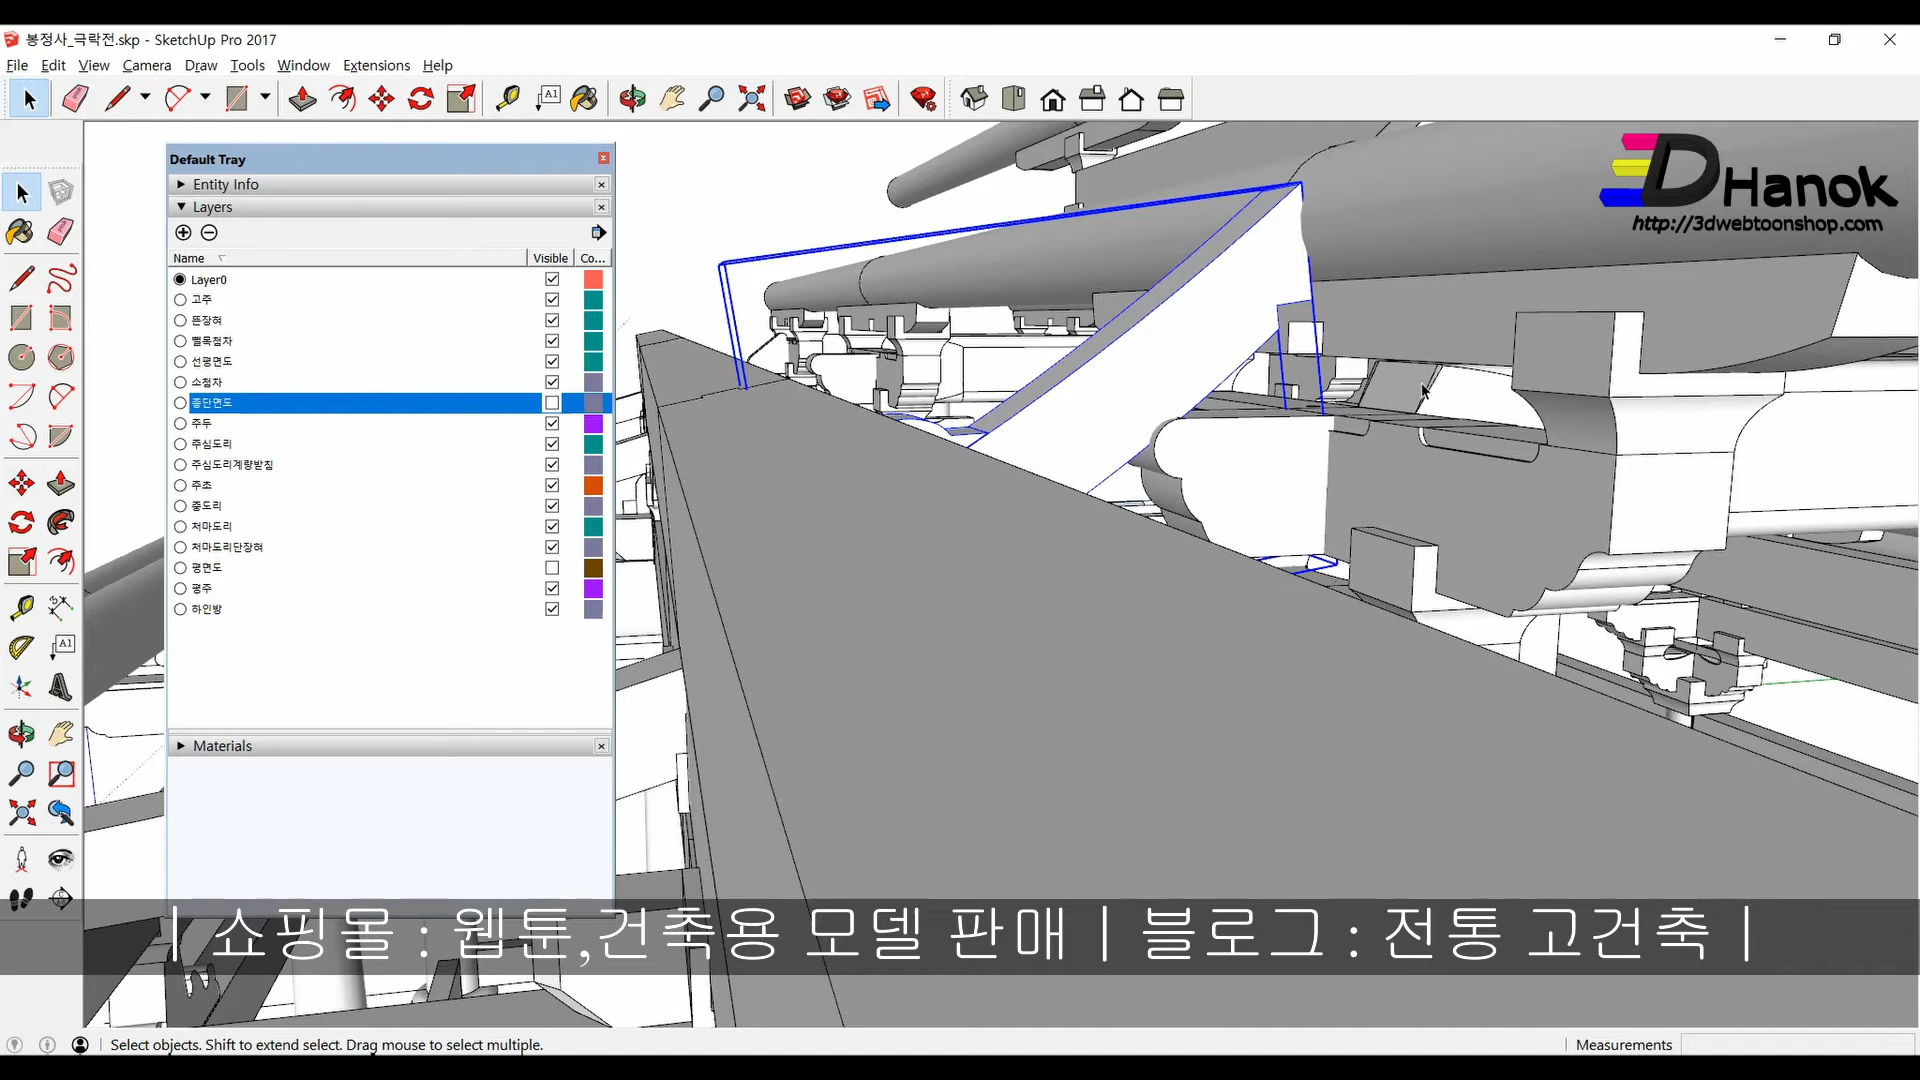 봉정사_극락전.skp - SketchUp Pro 2017
File Edit View Camera Draw Tools Window Extensions Help
Default Tray
Entity Info
Layers
Name Visible Co...
Layer0
고주
뜬장혀
뺄목첨차
선평면도
소첨차
종단면도
주두
주심도리
주심도리계량받침
주초
중도리
처마도리
처마도리단장혀
평면도
평주
하인방
Materials
3DHanok
http://3dwebtoonshop.com
| 쇼핑몰 : 웹툰,건축용 모델 판매 | 블로그 : 전통 고건축 |
Select objects. Shift to extend select. Drag mouse to select multiple.
Measurements